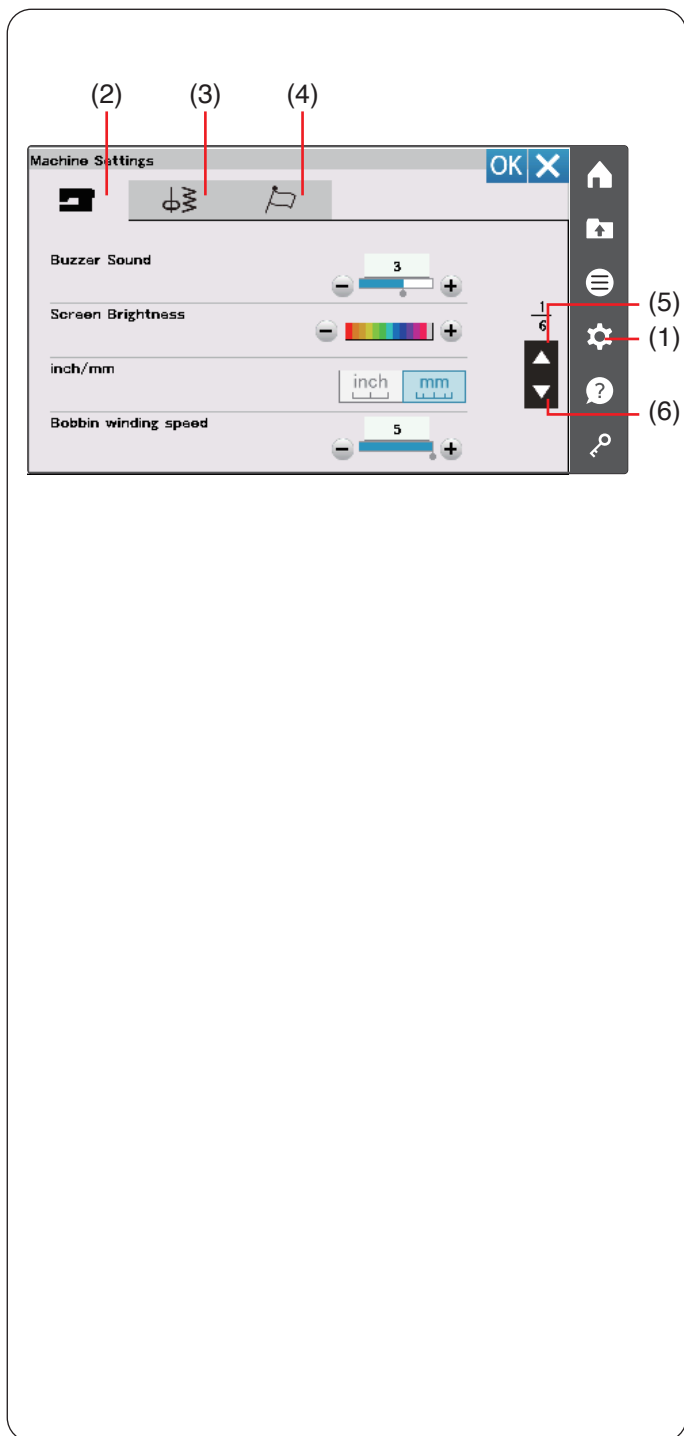 (2) (3) (4)
Machine Settings
OK
Buzzer Sound
3
Screen Brightness
1
6
(5)
(1)
inch/mm
inch mm
?
(6)
Bobbin winding speed
5